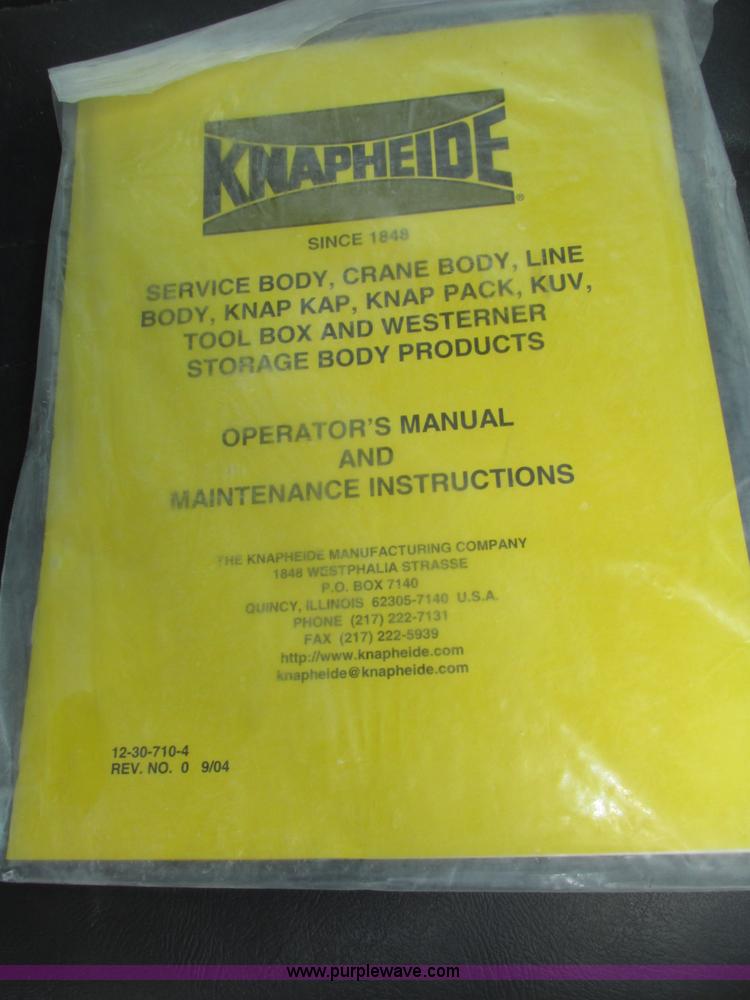 KNAPHEIDE®
SINCE 1848
SERVICE BODY, CRANE BODY, LINE
BODY, KNAP KAP, KNAP PACK, KUV,
TOOL BOX AND WESTERNER
STORAGE BODY PRODUCTS
OPERATOR'S MANUAL
AND
MAINTENANCE INSTRUCTIONS
THE KNAPHEIDE MANUFACTURING COMPANY
1848 WESTPHALIA STRASSE
P.O. BOX 7140
QUINCY, ILLINOIS 62305-7140 U.S.A.
PHONE (217) 222-7131
FAX (217) 222-5939
http://www.knapheide.com
knapheide@knapheide.com
12-30-710-4
REV. NO. 0 9/04
www.purplewave.com